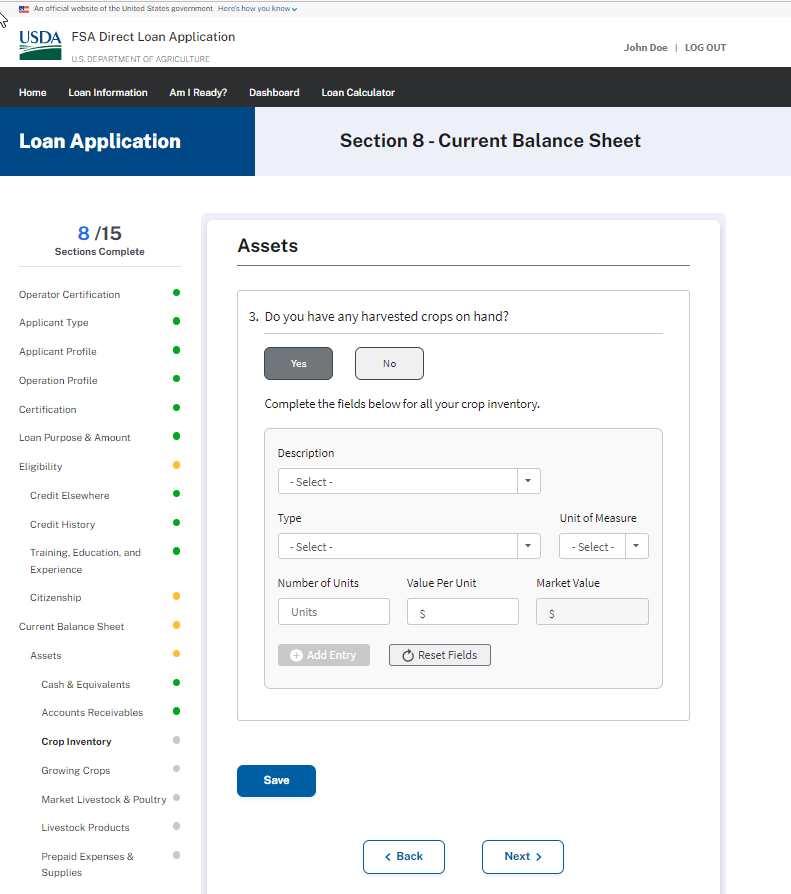 An official website of the United States government Here's how you know
USDA
FSA Direct Loan Application
U.S. DEPARTMENT OF AGRICULTURE
John Doe | LOG OUT
Home Loan Information Am I Ready? Dashboard Loan Calculator
Loan Application
Section 8 - Current Balance Sheet
8 /15
Sections Complete
Operator Certification
Applicant Type
Applicant Profile
Operation Profile
Certification
Loan Purpose & Amount
Eligibility
Credit Elsewhere
Credit History
Training, Education, and
Experience
Citizenship
Current Balance Sheet
Assets
Cash & Equivalents
Accounts Receivables
Crop Inventory
Growing Crops
Market Livestock & Poultry
Livestock Products
Prepaid Expenses &
Supplies
Assets
3. Do you have any harvested crops on hand?
Yes No
Complete the fields below for all your crop inventory.
Description
- Select -
Type Unit of Measure
- Select - - Select -
Number of Units Value Per Unit Market Value
Units $ $
Add Entry Reset Fields
Save
< Back Next >